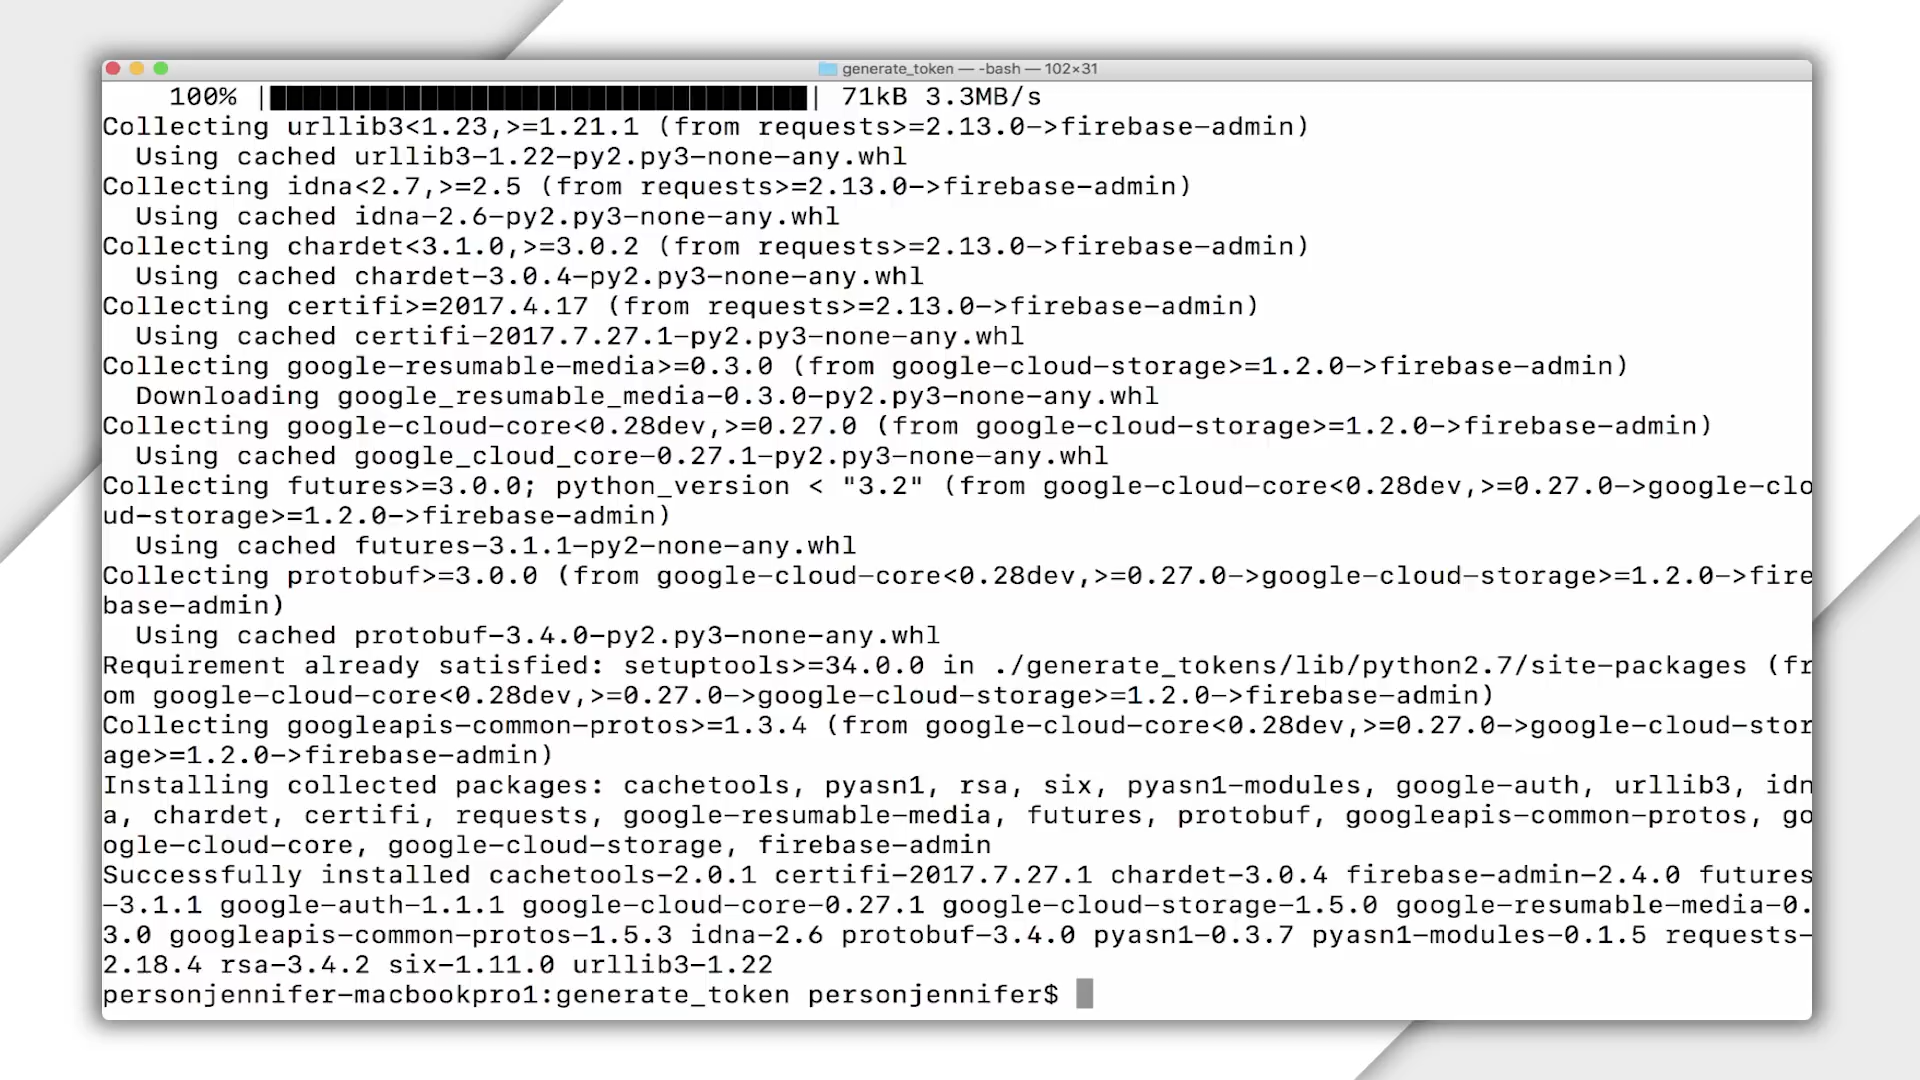 generate_token — -bash — 102×31
100% || 71kB 3.3MB/s
Collecting urllib3<1.23,>=1.21.1 (from requests>=2.13.0->firebase-admin)
Using cached urllib3-1.22-py2.py3-none-any.whl
Collecting idna<2.7,>=2.5 (from requests>=2.13.0->firebase-admin)
Using cached idna-2.6-py2.py3-none-any.whl
Collecting chardet<3.1.0,>=3.0.2 (from requests>=2.13.0->firebase-admin)
Using cached chardet-3.0.4-py2.py3-none-any.whl
Collecting certifi>=2017.4.17 (from requests>=2.13.0->firebase-admin)
Using cached certifi-2017.7.27.1-py2.py3-none-any.whl
Collecting google-resumable-media>=0.3.0 (from google-cloud-storage>=1.2.0->firebase-admin)
Downloading google_resumable_media-0.3.0-py2.py3-none-any.whl
Collecting google-cloud-core<0.28dev,>=0.27.0 (from google-cloud-storage>=1.2.0->firebase-admin)
Using cached google_cloud_core-0.27.1-py2.py3-none-any.whl
Collecting futures>=3.0.0; python_version < "3.2" (from google-cloud-core<0.28dev,>=0.27.0->google-clo
ud-storage>=1.2.0->firebase-admin)
Using cached futures-3.1.1-py2-none-any.whl
Collecting protobuf>=3.0.0 (from google-cloud-core<0.28dev,>=0.27.0->google-cloud-storage>=1.2.0->fire
base-admin)
Using cached protobuf-3.4.0-py2.py3-none-any.whl
Requirement already satisfied: setuptools>=34.0.0 in ./generate_tokens/lib/python2.7/site-packages (fr
om google-cloud-core<0.28dev,>=0.27.0->google-cloud-storage>=1.2.0->firebase-admin)
Collecting googleapis-common-protos>=1.3.4 (from google-cloud-core<0.28dev,>=0.27.0->google-cloud-stor
age>=1.2.0->firebase-admin)
Installing collected packages: cachetools, pyasn1, rsa, six, pyasn1-modules, google-auth, urllib3, idn
a, chardet, certifi, requests, google-resumable-media, futures, protobuf, googleapis-common-protos, go
ogle-cloud-core, google-cloud-storage, firebase-admin
Successfully installed cachetools-2.0.1 certifi-2017.7.27.1 chardet-3.0.4 firebase-admin-2.4.0 futures
-3.1.1 google-auth-1.1.1 google-cloud-core-0.27.1 google-cloud-storage-1.5.0 google-resumable-media-0.
3.0 googleapis-common-protos-1.5.3 idna-2.6 protobuf-3.4.0 pyasn1-0.3.7 pyasn1-modules-0.1.5 requests-
2.18.4 rsa-3.4.2 six-1.11.0 urllib3-1.22
personjennifer-macbookpro1:generate_token personjennifer$